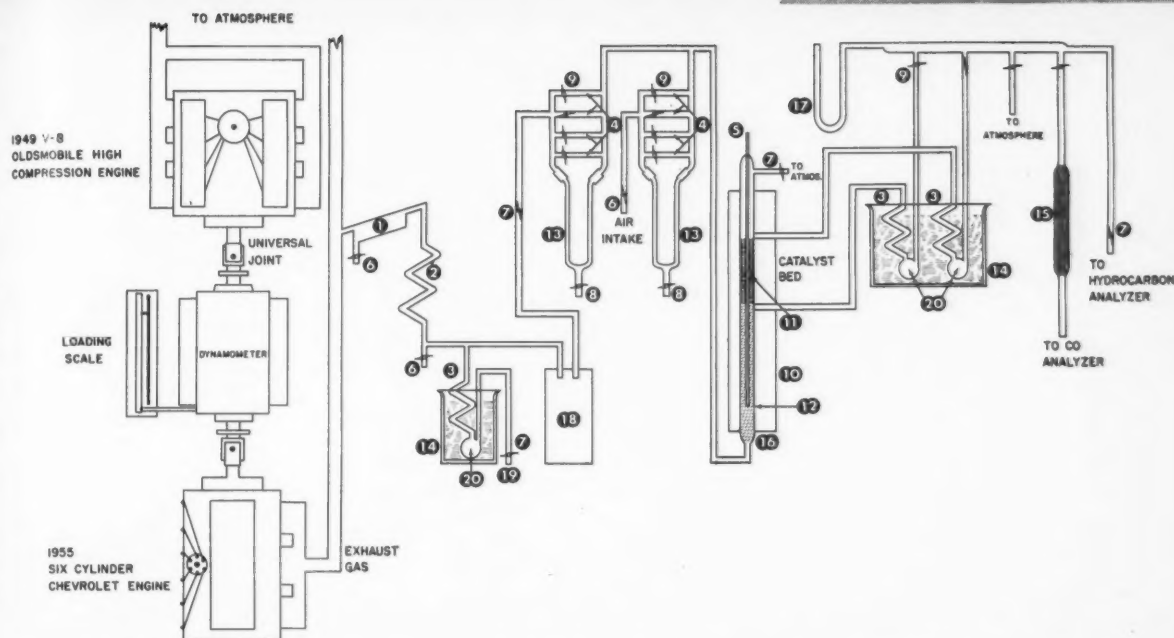 TO ATMOSPHERE
1949 V-8
OLDSMOBILE HIGH
COMPRESSION ENGINE
UNIVERSAL
JOINT
LOADING
SCALE
DYNAMOMETER
1955
SIX CYLINDER
CHEVROLET ENGINE
EXHAUST
GAS
1
6
2
6
3
14
20
7
19
18
7
9
4
13
8
6
AIR
INTAKE
9
4
13
8
5
7
TO
ATMOS.
CATALYST
BED
11
10
12
16
17
9
TO
ATMOSPHERE
3
3
14
20
15
7
TO
HYDROCARBON
ANALYZER
TO CO
ANALYZER